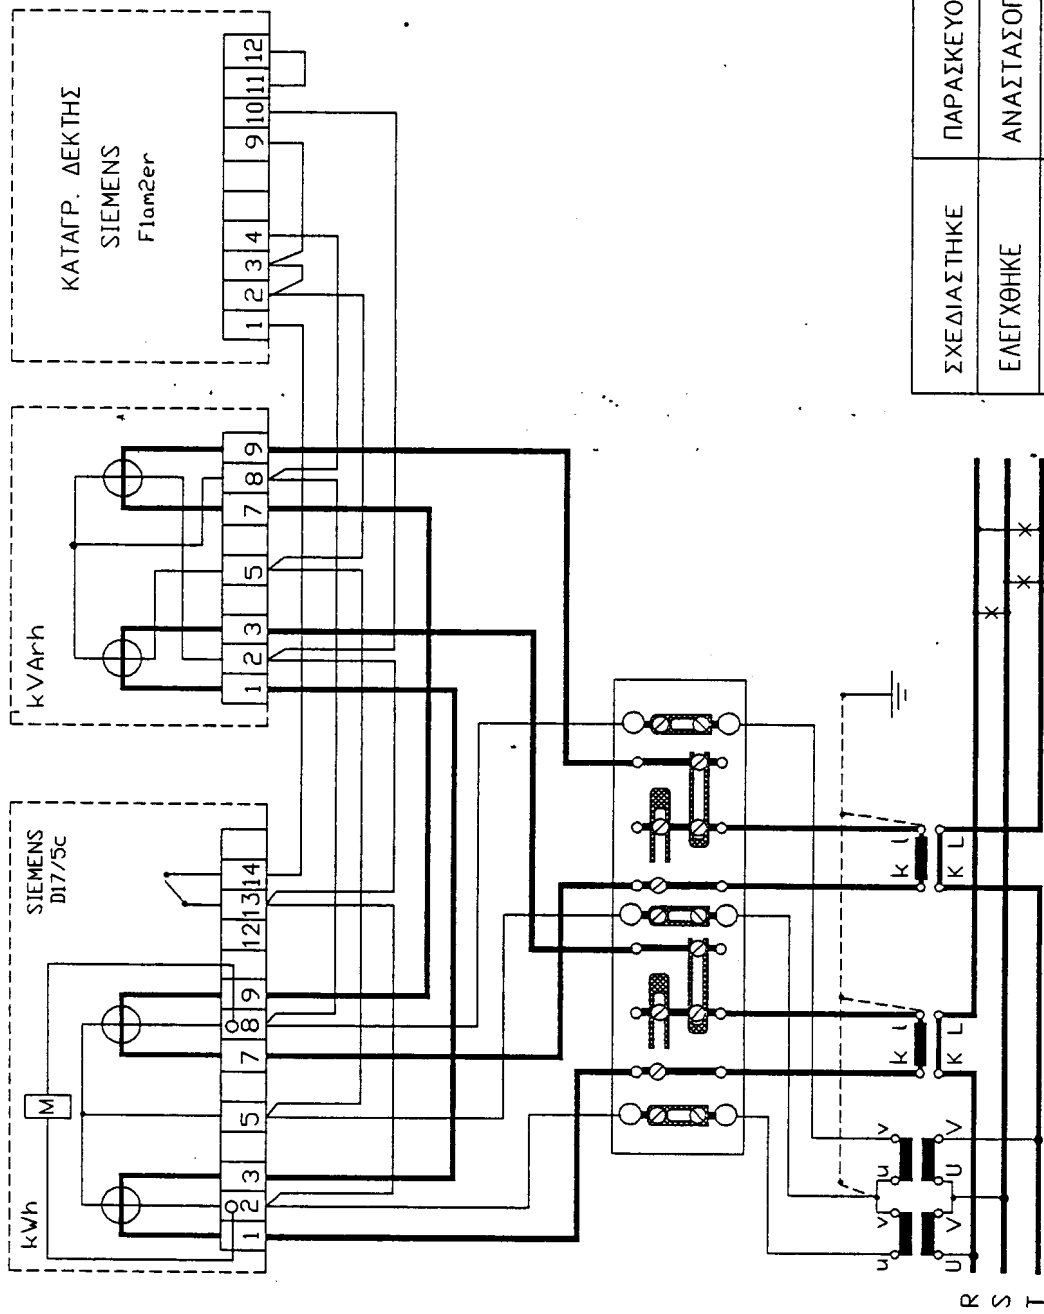 kWh
M
SIEMENS
D17/5c
1 2 3 5 7 8 9 12 13 14
kVArh
1 2 3 5 7 8 9
ΚΑΤΑΓΡ. ΔΕΚΤΗΣ
SIEMENS
Flam2er
1 2 3 4 9 10 11 12
u v u v k l k l
U V U V K L K L
R
S
T
ΣΧΕΔΙΑΣΤΗΚΕ ΠΑΡΑΣΚΕΥΟ
ΕΛΕΓΧΘΗΚΕ